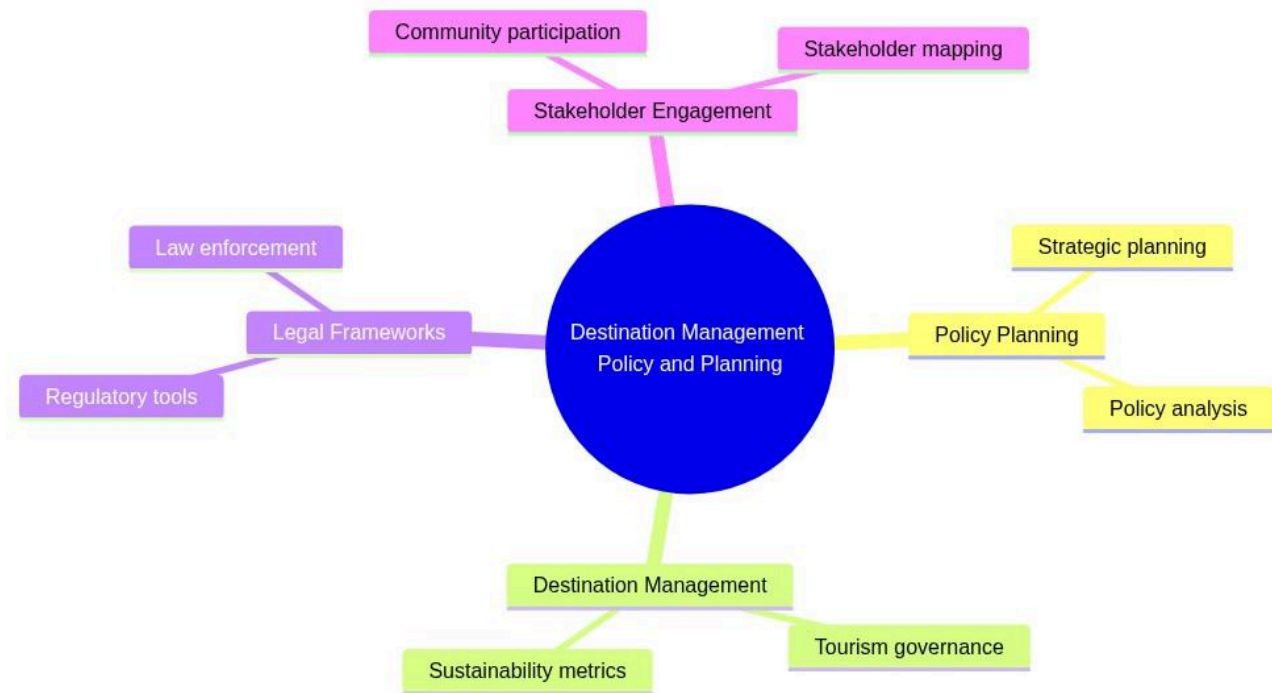 Community participation
Stakeholder mapping
Stakeholder Engagement
Law enforcement
Legal Frameworks
Regulatory tools
Destination Management
Policy and Planning
Strategic planning
Policy Planning
Policy analysis
Destination Management
Tourism governance
Sustainability metrics